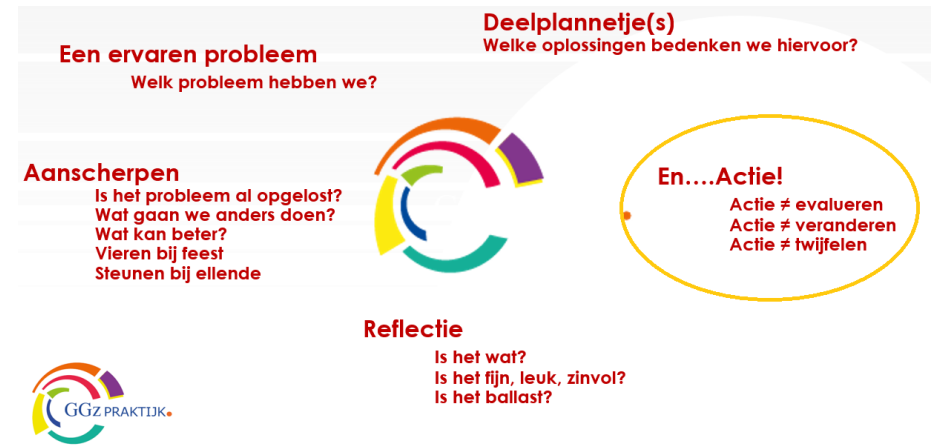 Een ervaren probleem
Welk probleem hebben we?
Deelplannetje(s)
Welke oplossingen bedenken we hiervoor?
En....Actie!
Actie ≠ evalueren
Actie ≠ veranderen
Actie ≠ twijfelen
Reflectie
Is het wat?
Is het fijn, leuk, zinvol?
Is het ballast?
Aanscherpen
Is het probleem al opgelost?
Wat gaan we anders doen?
Wat kan beter?
Vieren bij feest
Steunen bij ellende
GGZ PRAKTIJK